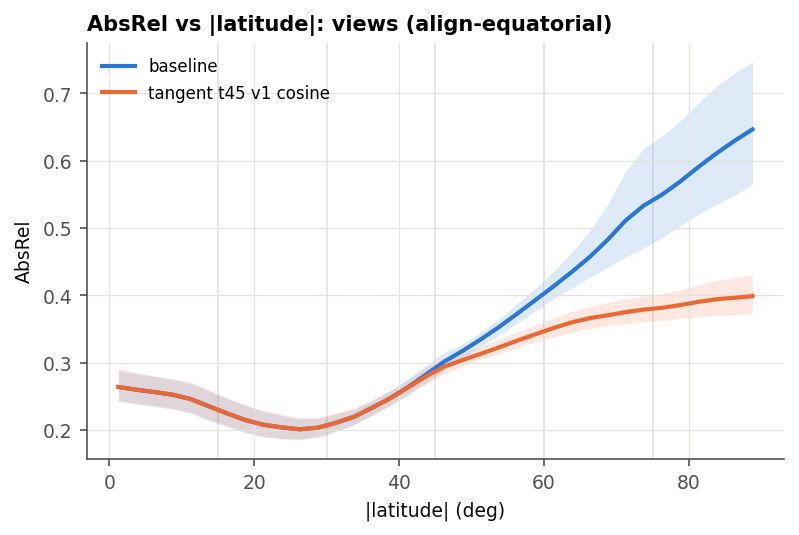 AbsRel vs |latitude|: views (align-equatorial)
baseline
tangent t45 v1 cosine
0.7
0.6
0.5
0.4
0.3
0.2
AbsRel
0 20 40 60 80
|latitude| (deg)